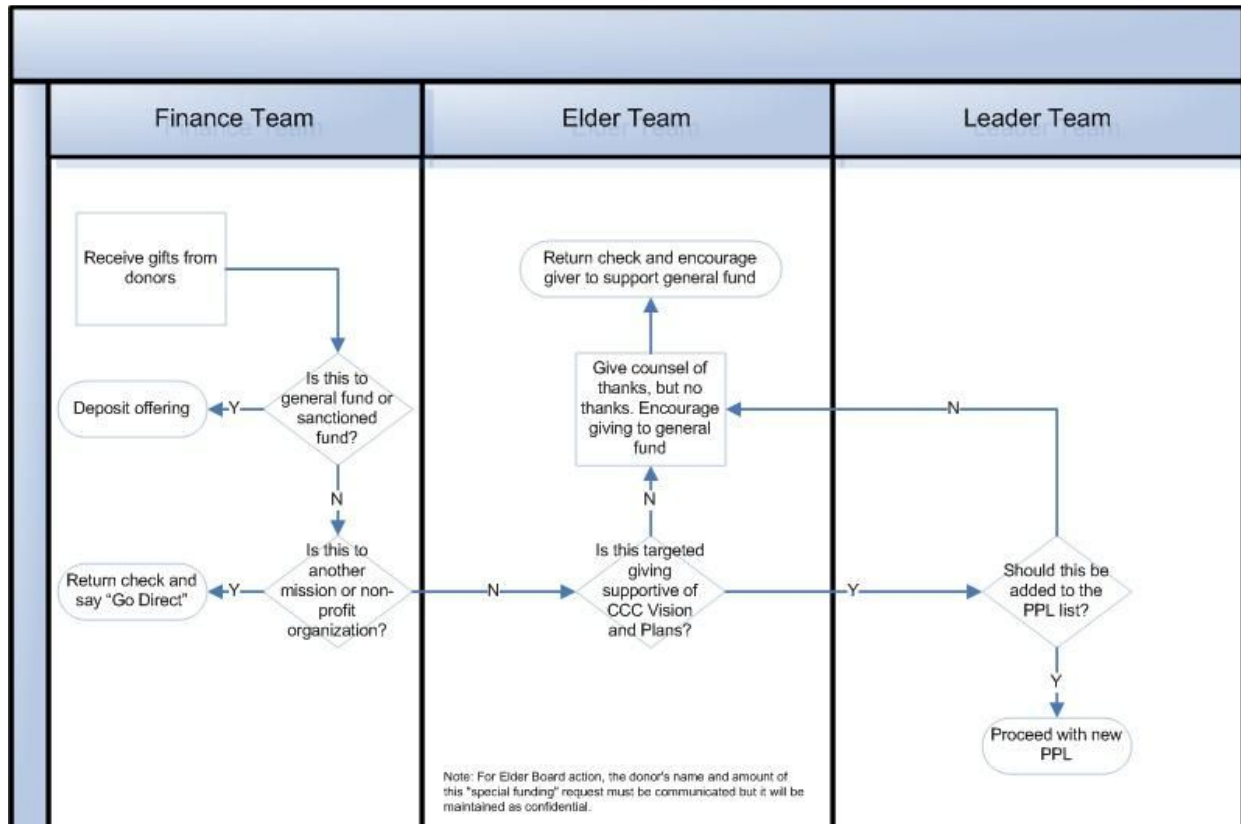 Finance Team
Elder Team
Leader Team
Receive gifts from
donors
Is this to
general fund or
sanctioned
fund?
Y
Deposit offering
N
Is this to
another
mission or non-
profit
organization?
Y
Return check and
say “Go Direct”
N
Return check and encourage
giver to support general fund
Give counsel of
thanks, but no
thanks. Encourage
giving to general
fund
N
Is this targeted
giving
supportive of
CCC Vision
and Plans?
Y
N
Should this be
added to the
PPL list?
Y
Proceed with new
PPL
Note: For Elder Board action, the donor's name and amount of
this "special funding" request must be communicated but it will be
maintained as confidential.